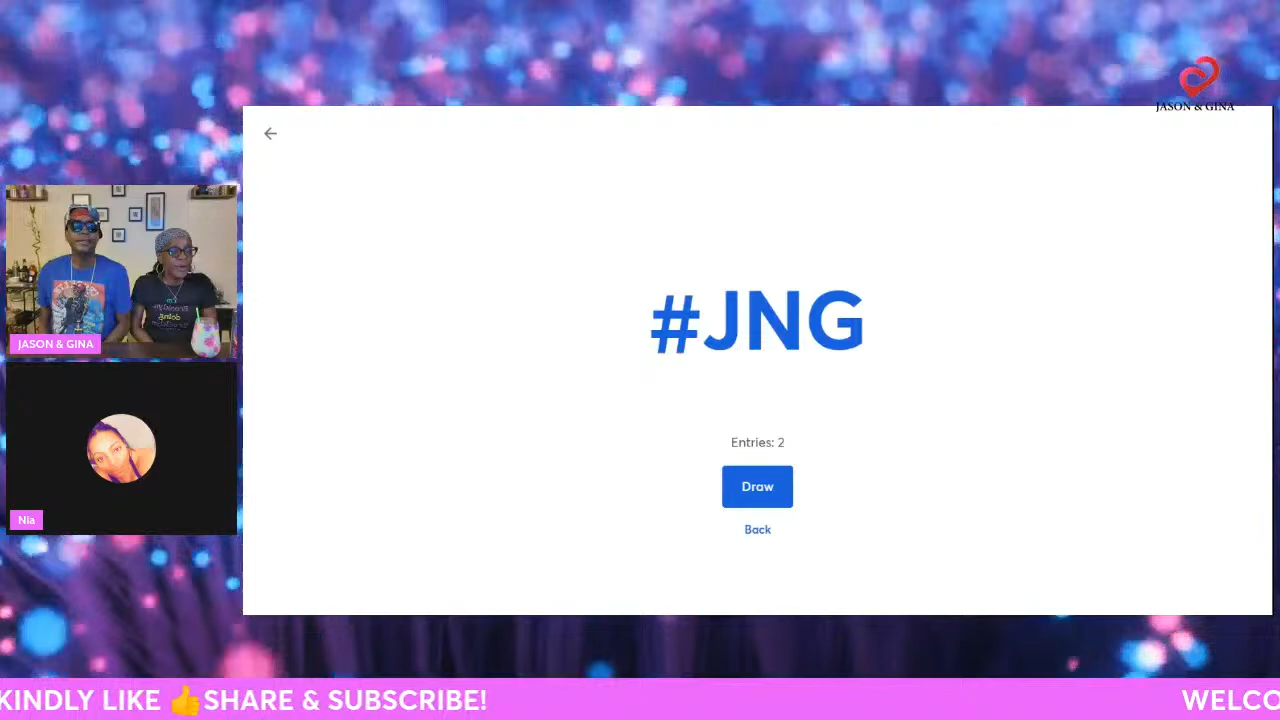 JASON & GINA
#JNG
Entries: 2
Draw
Back
JASON & GINA
Nia
KINDLY LIKE 👍SHARE & SUBSCRIBE!
WELCO